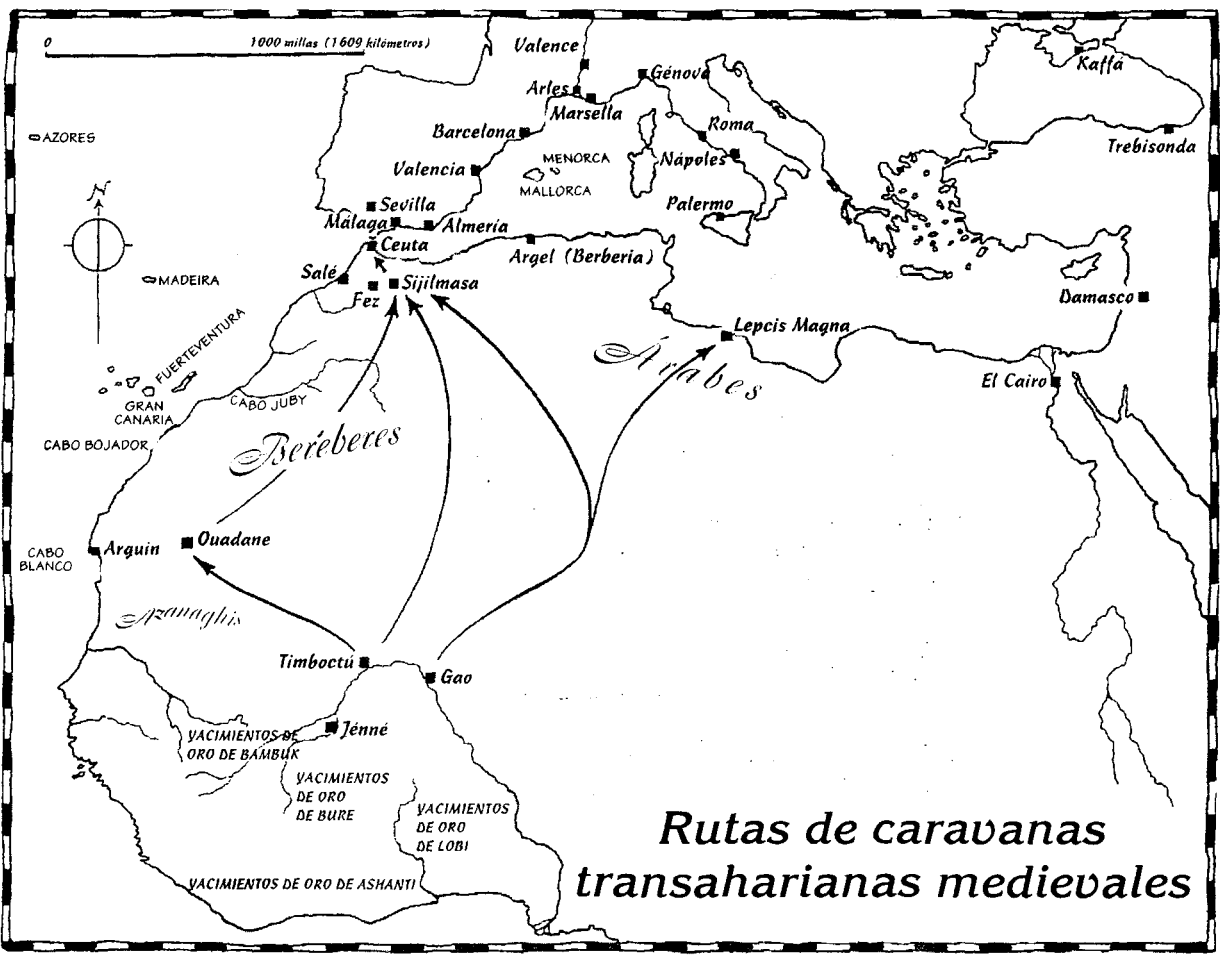 0 1000 millas (1609 kilómetros)
Valence
Génova
Kaffá
Arles
Marsella
AZORES
Barcelona
Roma
Trebisonda
MENORCA
Nápoles
Valencia
MALLORCA
N
Sevilla
Palermo
Málaga
Almería
Ceuta
Argel (Berbería)
Salé
Sijilmasa
MADEIRA
Fez
Damasco
Lepcis Magna
FUERTEVENTURA
Árabes
El Cairo
GRAN
CANARIA
CABO JUBY
CABO BOJADOR
Beréberes
Ouadane
CABO
BLANCO
Arguin
Azanaghis
Timboctú
Gao
Jénné
YACIMIENTOS DE
ORO DE BAMBUK
YACIMIENTOS
DE ORO
DE BURE
YACIMIENTOS
DE ORO
DE LOBI
YACIMIENTOS DE ORO DE ASHANTI
Rutas de caravanas
transaharianas medievales